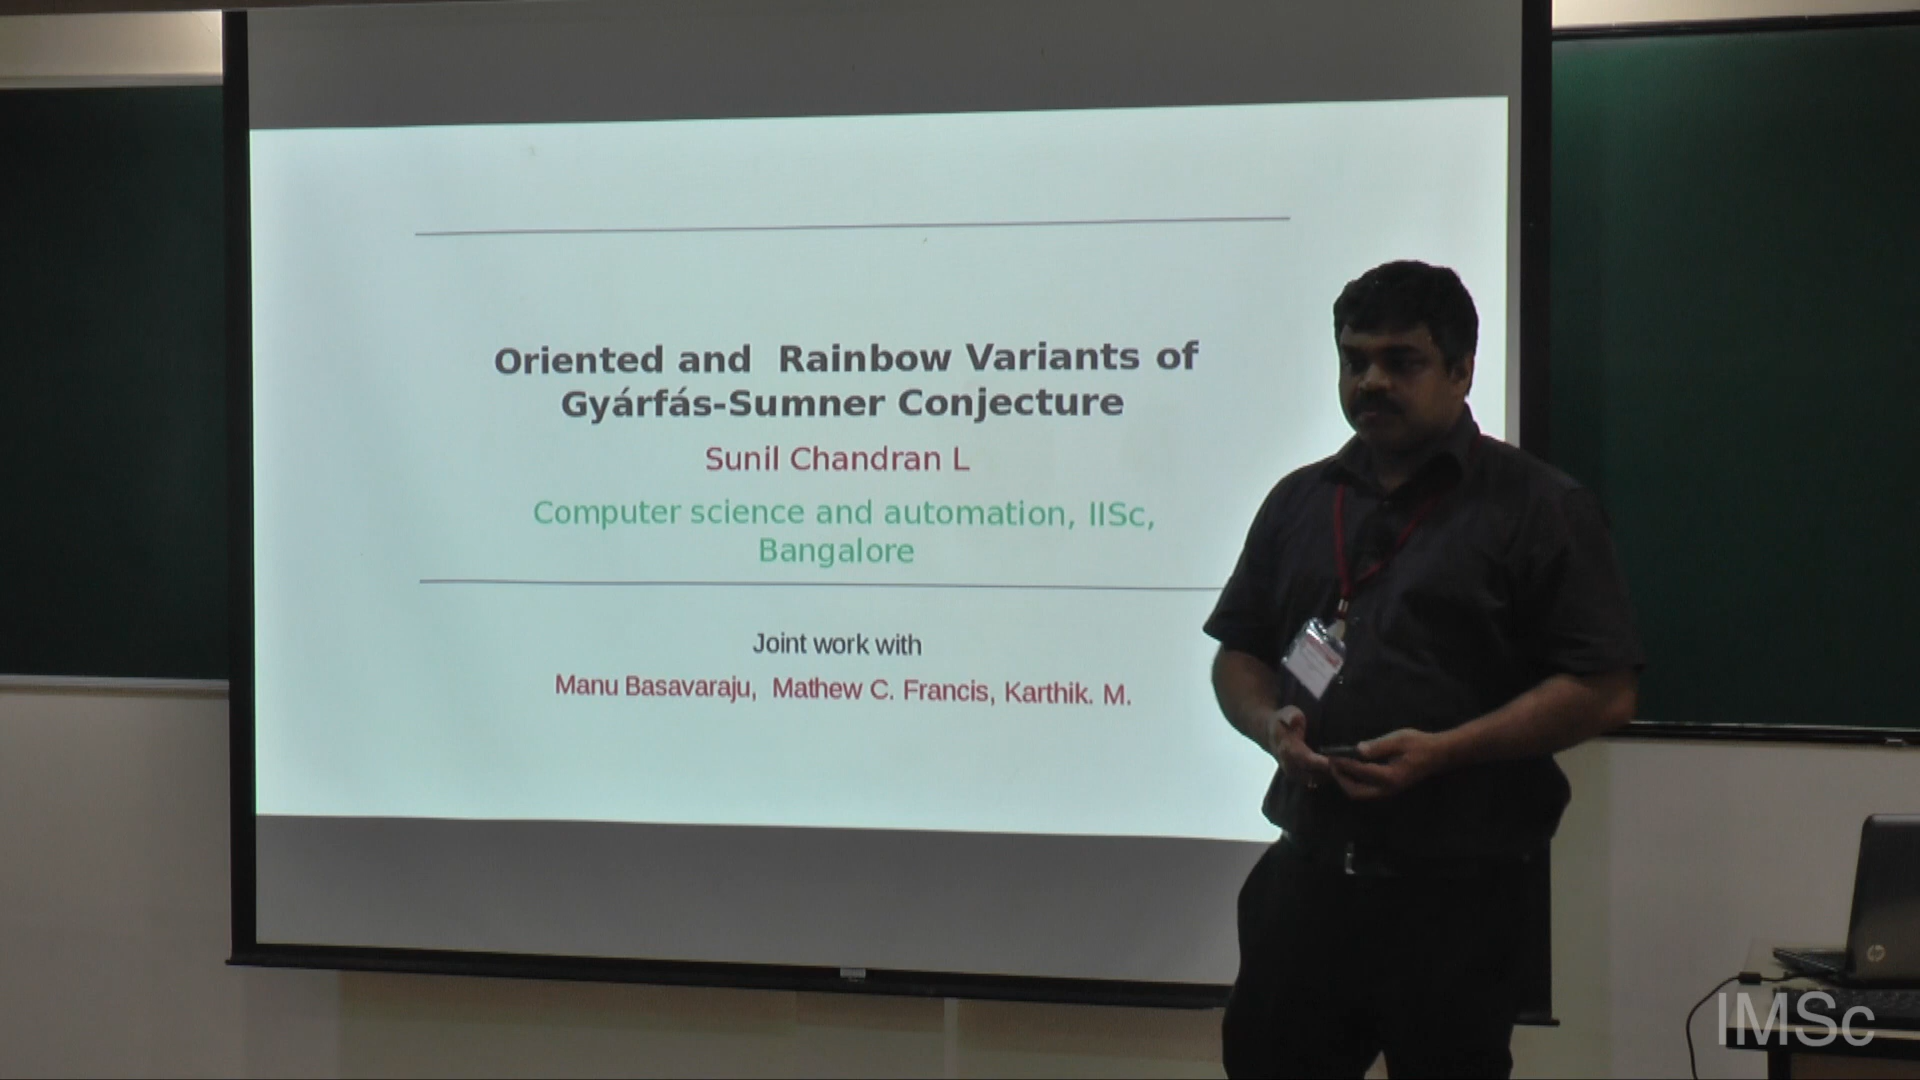 Oriented and Rainbow Variants of
Gyárfás-Sumner Conjecture
Sunil Chandran L
Computer science and automation, IISc,
Bangalore
Joint work with
Manu Basavaraju, Mathew C. Francis, Karthik. M.
hp
IMSc